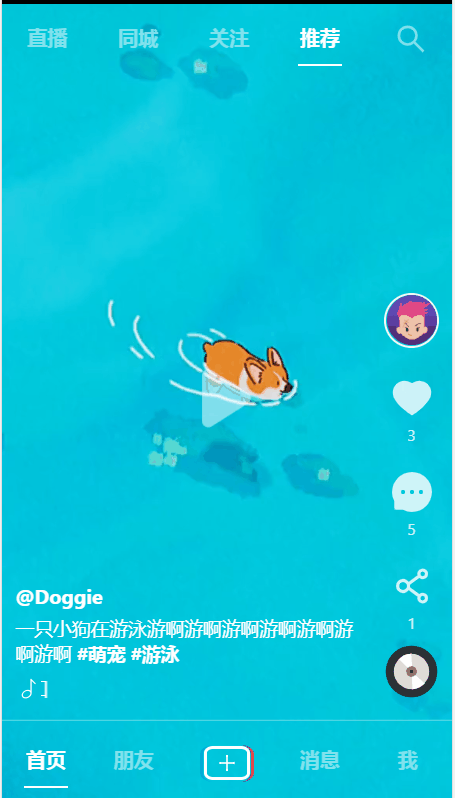 直播 同城 关注 推荐
3
5
1
@Doggie
一只小狗在游泳游啊游啊游啊游啊游啊游
啊游啊 #萌宠 #游泳
首页 朋友 消息 我